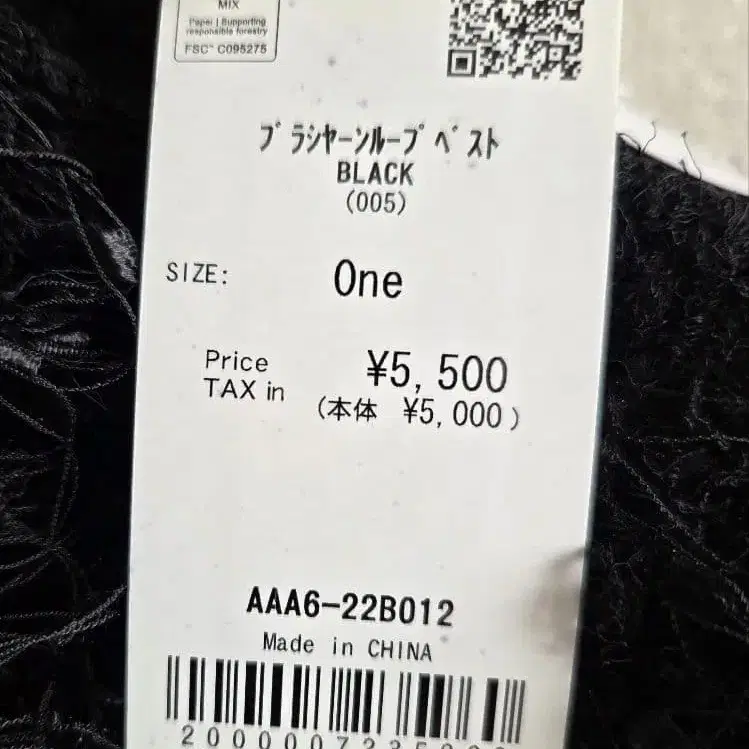 MIX
Paper | Supporting
responsible forestry
FSC™ C095275
ﾌﾞﾗｼﾔｰﾝﾙｰﾌﾟﾍﾞｽﾄ
BLACK
(005)
SIZE: One
Price ¥5,500
TAX in (本体 ¥5,000)
AAA6-22B012
Made in CHINA